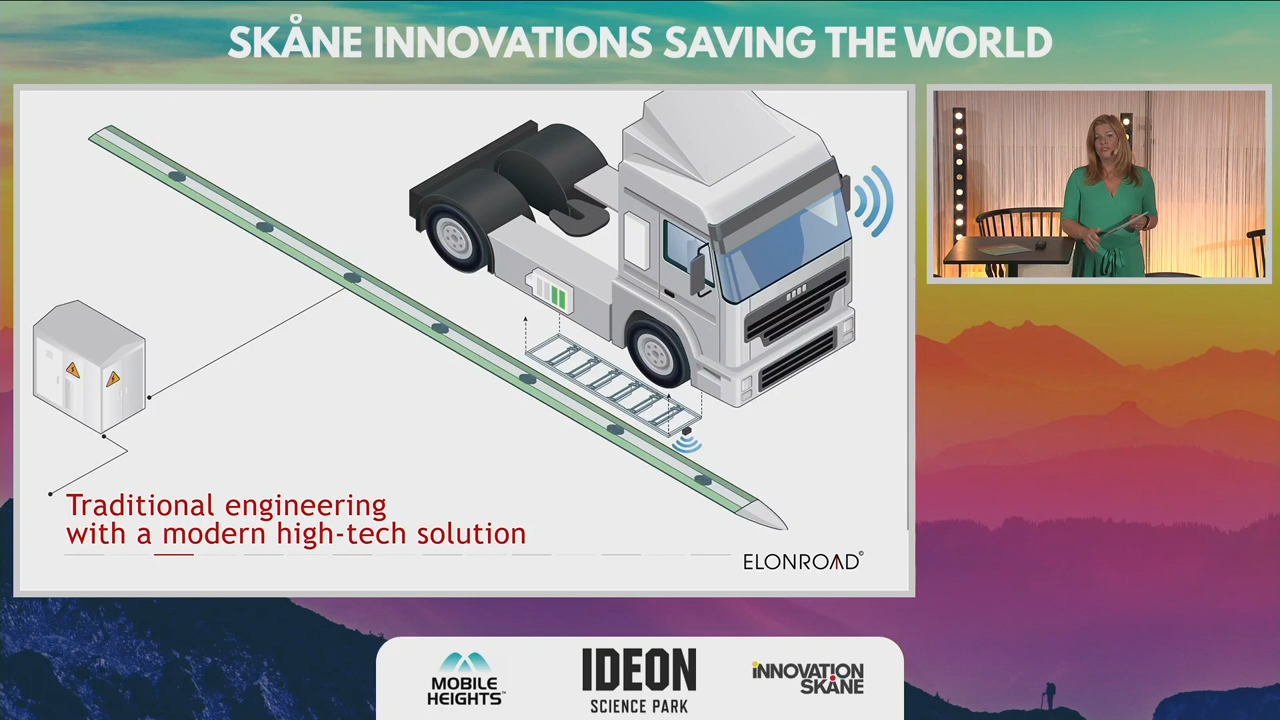 SKÅNE INNOVATIONS SAVING THE WORLD
Traditional engineering
with a modern high-tech solution
ELONROAD©
MOBILE
HEIGHTS™
IDEON
SCIENCE PARK
INNOVATION
SKÅNE